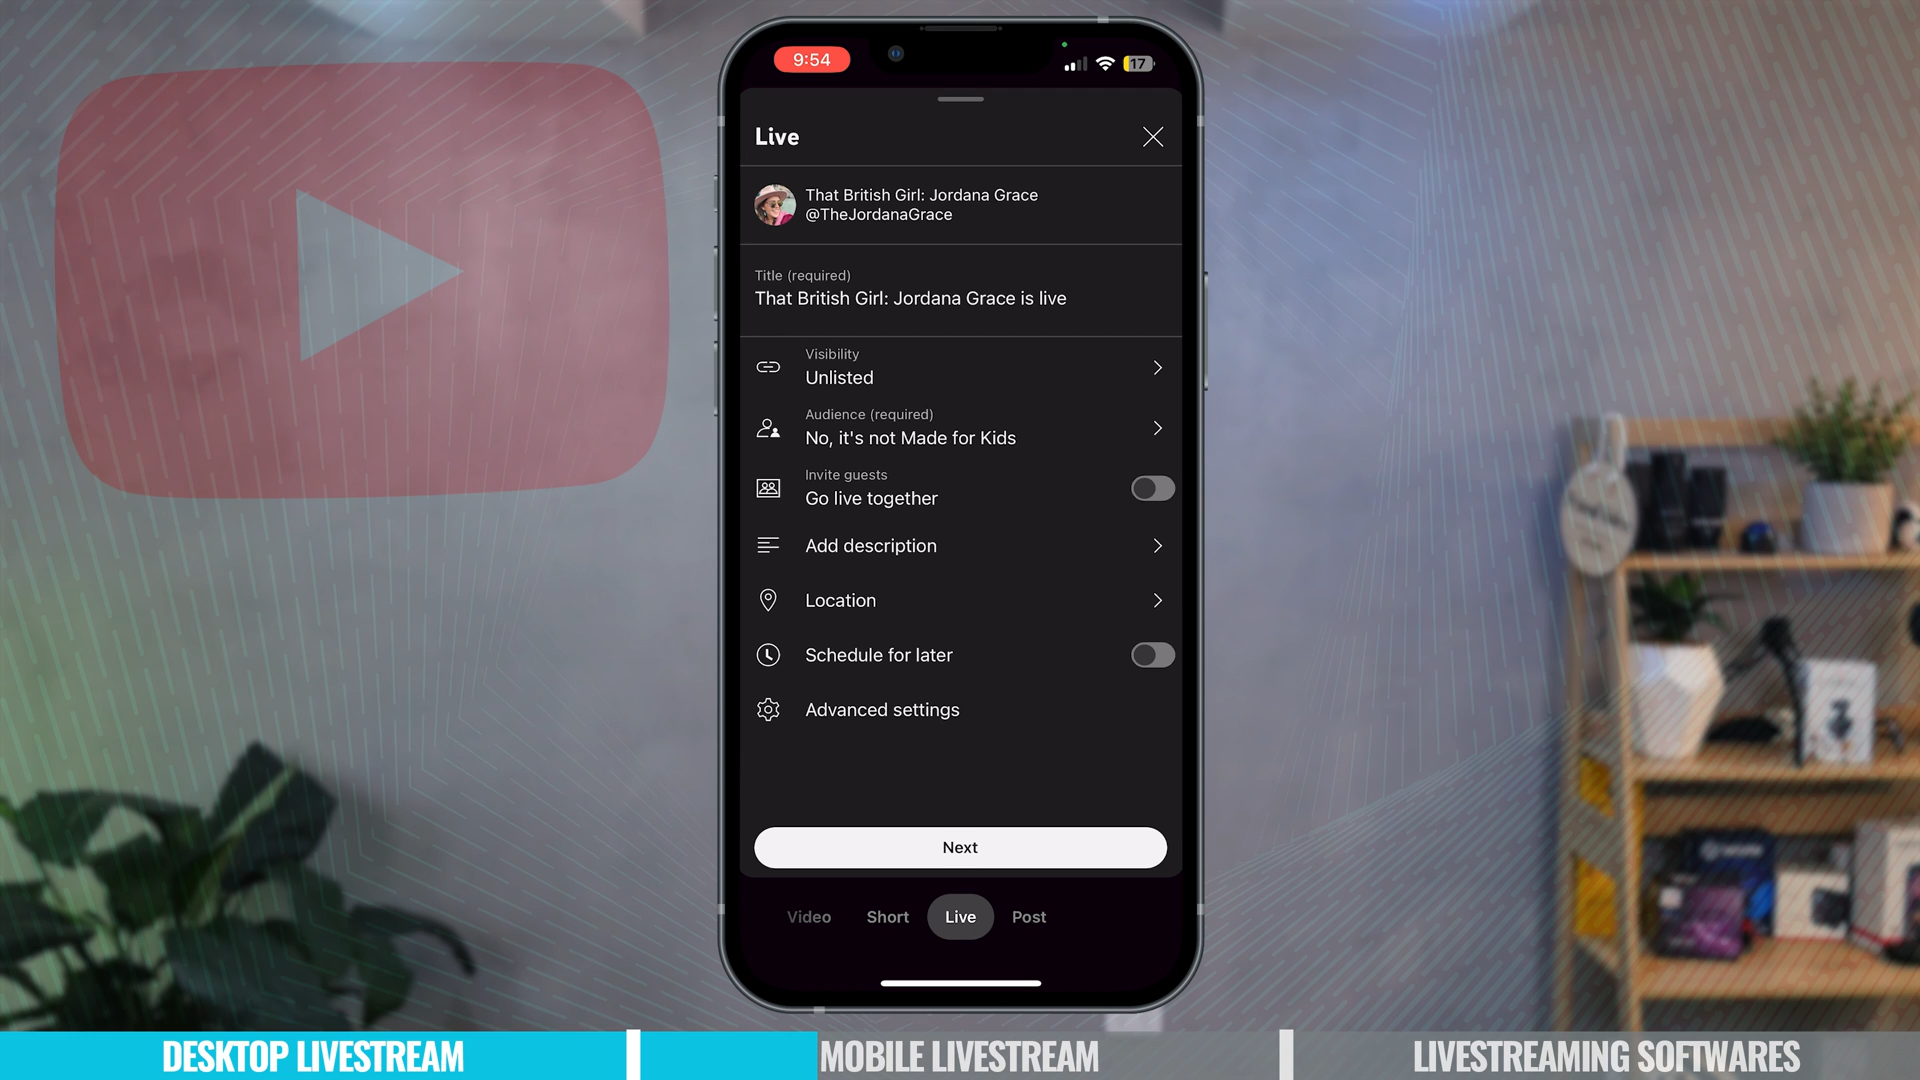 9:54
17
Live
That British Girl: Jordana Grace
@TheJordanaGrace
Title (required)
That British Girl: Jordana Grace is live
Visibility
Unlisted
Audience (required)
No, it's not Made for Kids
Invite guests
Go live together
Add description
Location
Schedule for later
Advanced settings
Next
Video Short Live Post
DESKTOP LIVESTREAM
MOBILE LIVESTREAM
LIVESTREAMING SOFTWARES